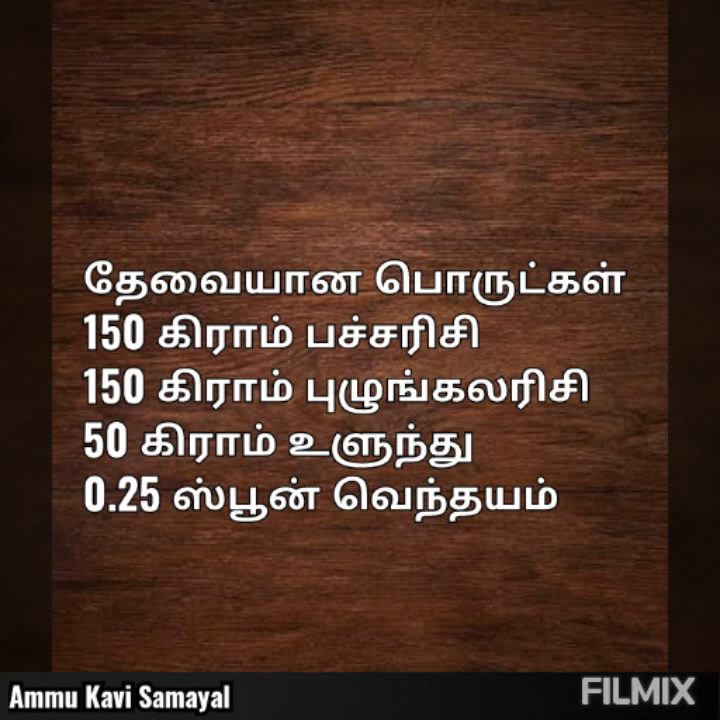 தேவையான பொருட்கள்
150 கிராம் பச்சரிசி
150 கிராம் புழுங்கலரிசி
50 கிராம் உளுந்து
0.25 ஸ்பூன் வெந்தயம்
Ammu Kavi Samayal
FILMIX